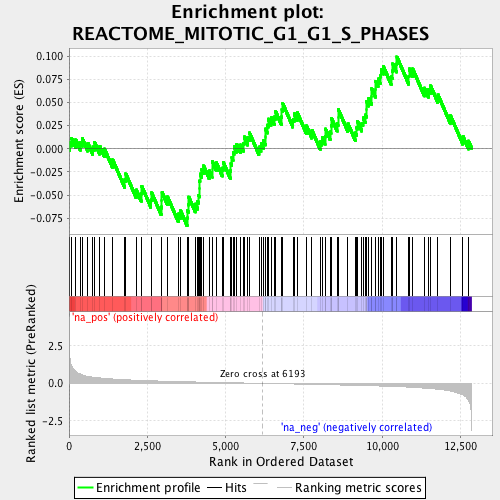 Enrichment plot:
REACTOME_MITOTIC_G1_G1_S_PHASES
Enrichment score (ES)
0.100
0.075
0.050
0.025
0.000
-0.025
-0.050
-0.075
'na_pos' (positively correlated)
Ranked list metric (PreRanked)
2.5
0.0
-2.5
Zero cross at 6193
'na_neg' (negatively correlated)
0
2,500
5,000
7,500
10,000
12,500
Rank in Ordered Dataset
Enrichment profile
Hits
Ranking metric scores